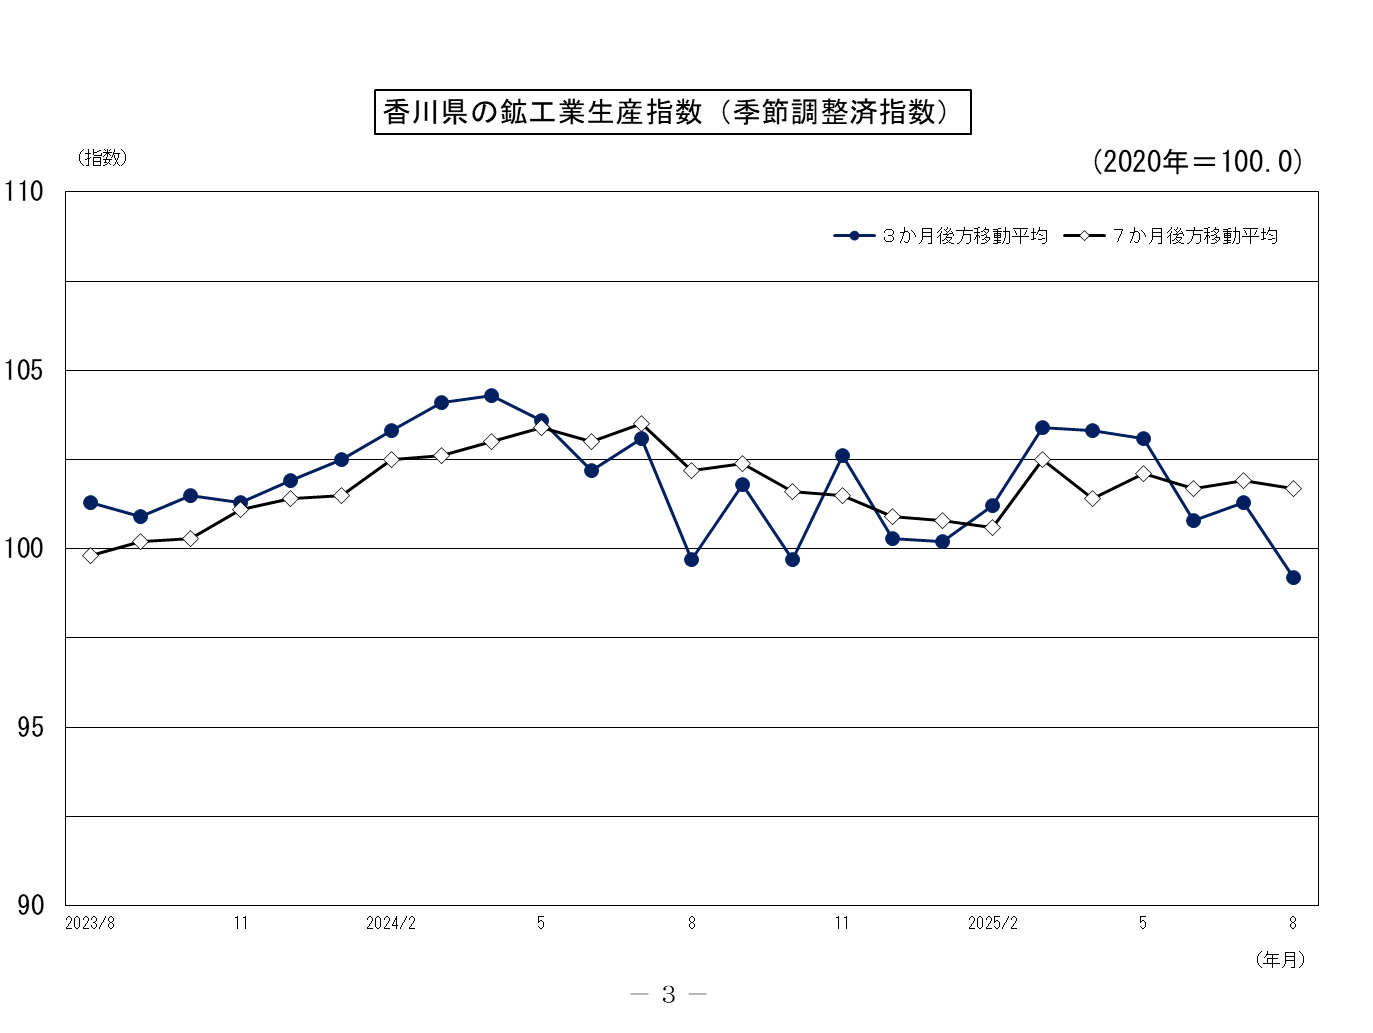 香川県の鉱工業生産指数（季節調整済指数）
（指数）
（2020年＝100.0）
110
３か月後方移動平均
７か月後方移動平均
105
100
95
90
2023/8
11
2024/2
5
8
11
2025/2
5
8
（年月）
－ 3 －